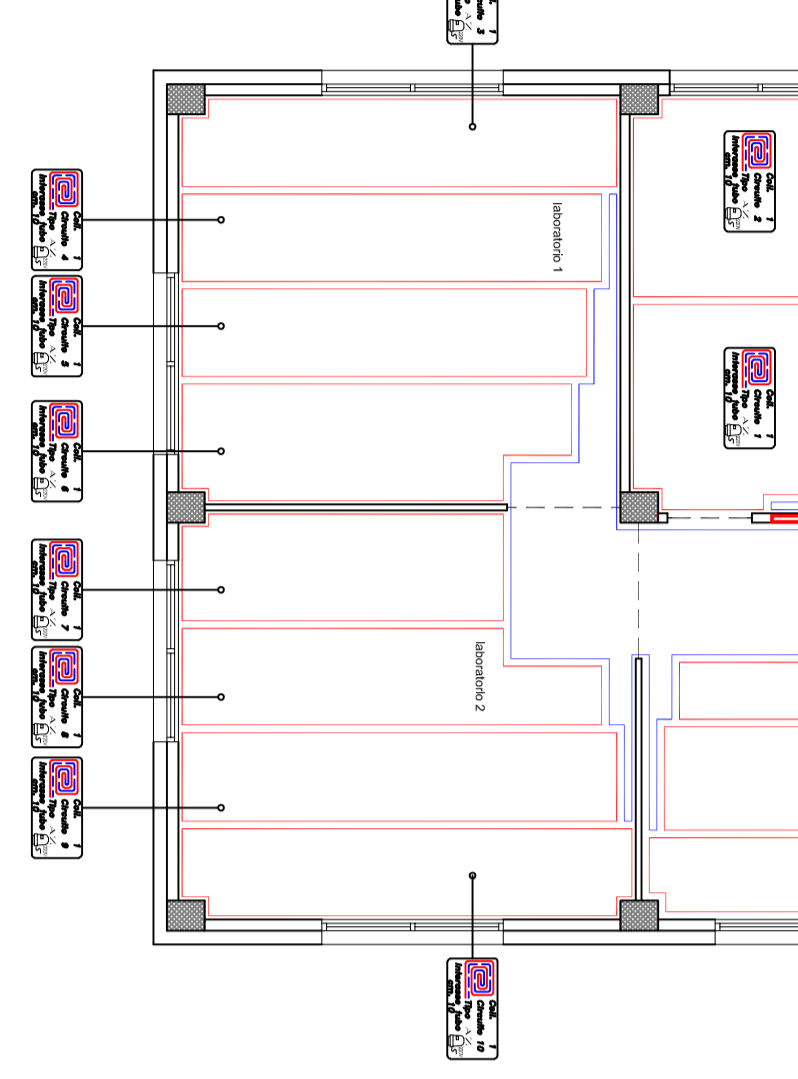 Circuito 3
Coll. 1
Circuito 2
Tipo A/Z
Interasse tubo
cm. 10
Coll. 1
Circuito 1
Tipo A/Z
Interasse tubo
cm. 10
laboratorio 1
Coll. 1
Circuito 4
Tipo A/Z
Interasse tubo
cm. 10
Coll. 1
Circuito 5
Tipo A/Z
Interasse tubo
cm. 10
Coll. 1
Circuito 6
Tipo A/Z
Interasse tubo
cm. 10
Coll. 1
Circuito 7
Tipo A/Z
Interasse tubo
cm. 10
laboratorio 2
Coll. 1
Circuito 8
Tipo A/Z
Interasse tubo
cm. 10
Coll. 1
Circuito 9
Tipo A/Z
Interasse tubo
cm. 10
Coll. 1
Circuito 10
Tipo A/Z
Interasse tubo
cm. 10